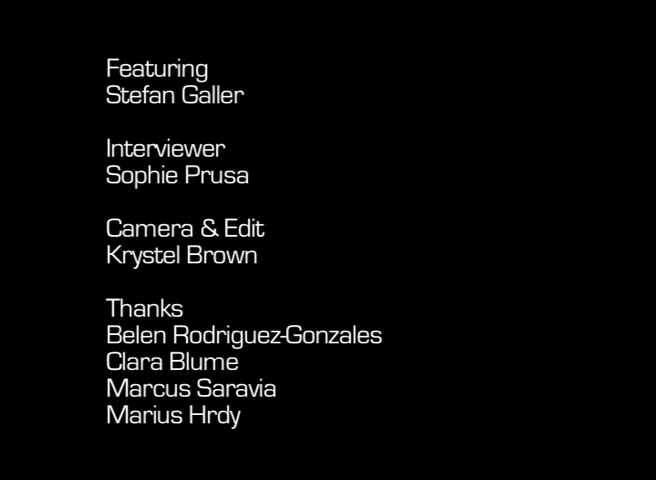 Featuring
Stefan Galler
Interviewer
Sophie Prusa
Camera & Edit
Krystel Brown
Thanks
Belen Rodriguez-Gonzales
Clara Blume
Marcus Saravia
Marius Hrdy